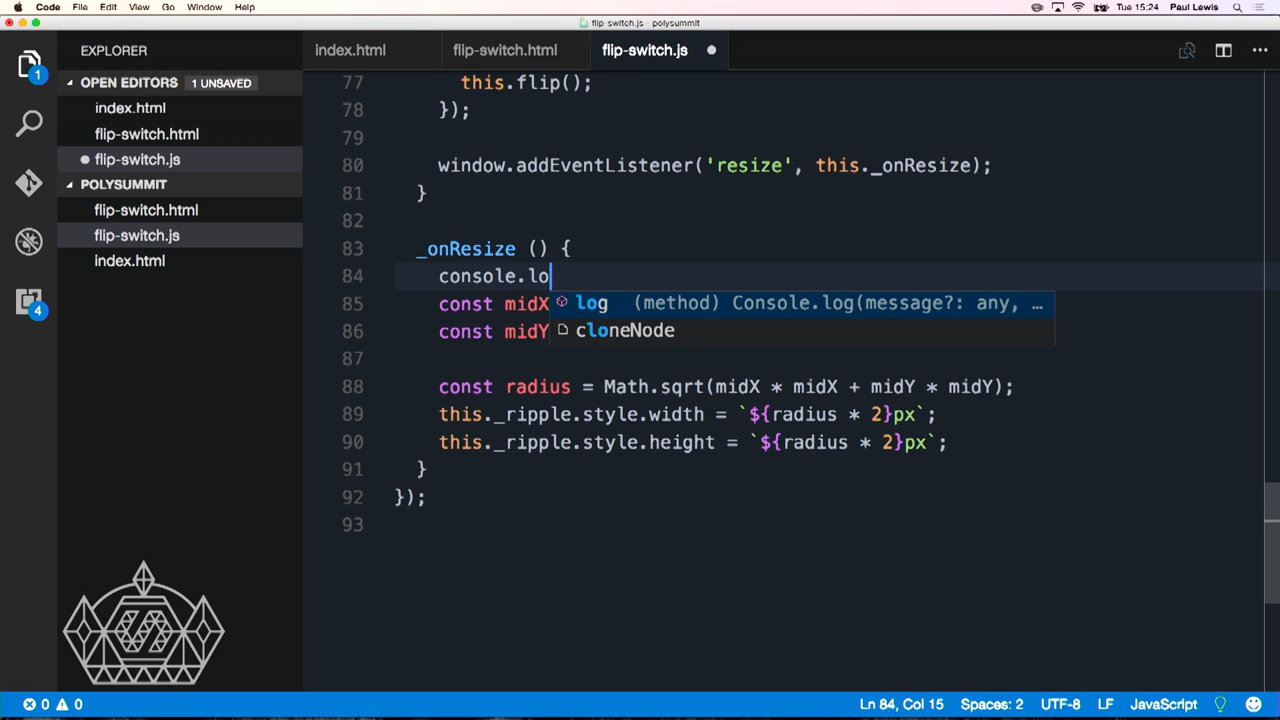 Code File Edit View Go Window Help Tue 15:24 Paul Lewis
flip-switch.js — polysummit
EXPLORER
OPEN EDITORS 1 UNSAVED
index.html
flip-switch.html
flip-switch.js
POLYSUMMIT
flip-switch.html
flip-switch.js
index.html
1
4
index.html flip-switch.html flip-switch.js
77 this.flip();
78 });
79
80 window.addEventListener('resize', this._onResize);
81 }
82
83 _onResize () {
84 console.lo
85 const midX
86 const midY
log (method) Console.log(message?: any, …
cloneNode
87
88 const radius = Math.sqrt(midX * midX + midY * midY);
89 this._ripple.style.width = `${radius * 2}px`;
90 this._ripple.style.height = `${radius * 2}px`;
91 }
92 });
93
0 0 Ln 84, Col 15 Spaces: 2 UTF-8 LF JavaScript